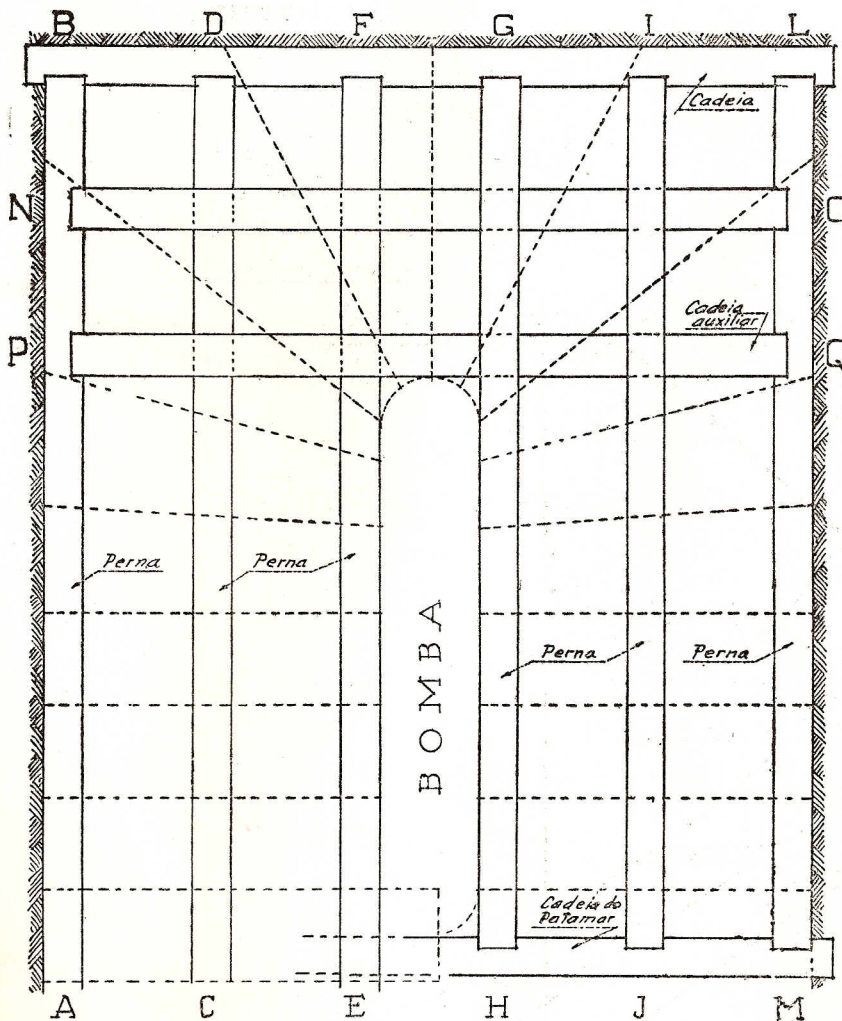 B D F G I L
Cadeia
N O
Cadeia
auxiliar
P Q
Perna
Perna
Perna
Perna
BOMBA
Cadeia do
Patamar
A C E H J M